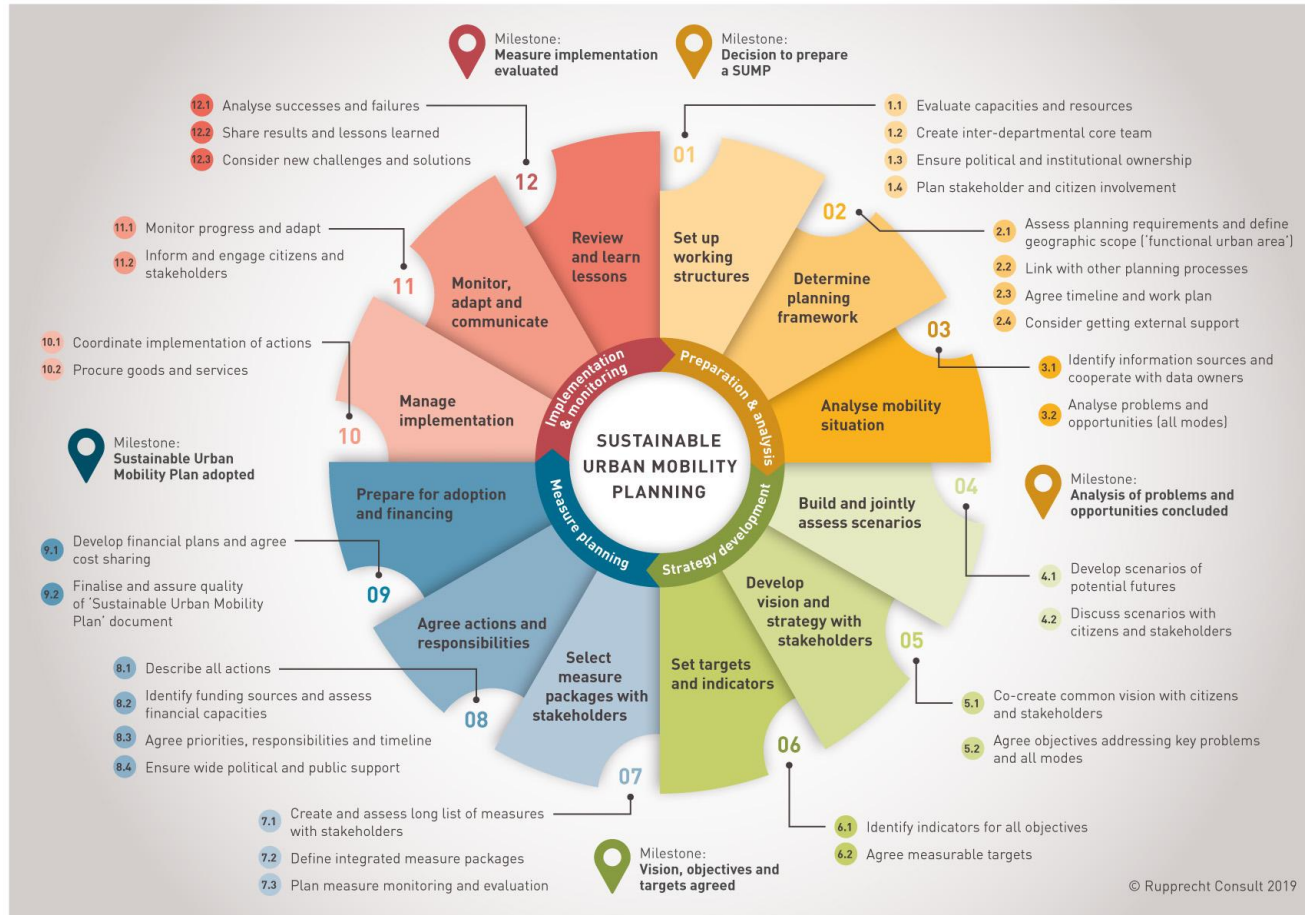 Milestone:
Measure implementation
evaluated
Milestone:
Decision to prepare
a SUMP
12.1 Analyse successes and failures
12.2 Share results and lessons learned
12.3 Consider new challenges and solutions
1.1 Evaluate capacities and resources
1.2 Create inter-departmental core team
1.3 Ensure political and institutional ownership
1.4 Plan stakeholder and citizen involvement
11.1 Monitor progress and adapt
11.2 Inform and engage citizens and
stakeholders
2.1 Assess planning requirements and define
geographic scope ('functional urban area')
2.2 Link with other planning processes
2.3 Agree timeline and work plan
2.4 Consider getting external support
10.1 Coordinate implementation of actions
10.2 Procure goods and services
3.1 Identify information sources and
cooperate with data owners
3.2 Analyse problems and
opportunities (all modes)
Milestone:
Sustainable Urban
Mobility Plan adopted
Milestone:
Analysis of problems and
opportunities concluded
01
Set up
working
structures
02
Determine
planning
framework
03
Analyse mobility
situation
04
Build and jointly
assess scenarios
05
Develop
vision and
strategy with
stakeholders
06
Set targets
and indicators
07
Select
measure
packages with
stakeholders
08
Agree actions and
responsibilities
09
Prepare for adoption
and financing
10
Manage
implementation
11
Monitor,
adapt and
communicate
12
Review
and learn
lessons
Preparation & analysis
Strategy development
Measure planning
Implementation
& monitoring
SUSTAINABLE
URBAN MOBILITY
PLANNING
9.1 Develop financial plans and agree
cost sharing
9.2 Finalise and assure quality
of 'Sustainable Urban Mobility
Plan' document
4.1 Develop scenarios of
potential futures
4.2 Discuss scenarios with
citizens and stakeholders
8.1 Describe all actions
8.2 Identify funding sources and assess
financial capacities
8.3 Agree priorities, responsibilities and timeline
8.4 Ensure wide political and public support
5.1 Co-create common vision with citizens
and stakeholders
5.2 Agree objectives addressing key problems
and all modes
7.1 Create and assess long list of measures
with stakeholders
7.2 Define integrated measure packages
7.3 Plan measure monitoring and evaluation
Milestone:
Vision, objectives and
targets agreed
6.1 Identify indicators for all objectives
6.2 Agree measurable targets
© Rupprecht Consult 2019